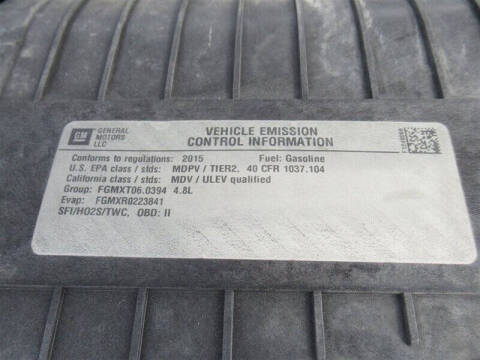 GM
GENERAL
MOTORS
LLC
VEHICLE EMISSION
CONTROL INFORMATION
Conforms to regulations: 2015 Fuel: Gasoline
U.S. EPA class / stds: MDPV / TIER2, 40 CFR 1037.104
California class / stds: MDV / ULEV qualified
Group: FGMXT06.0394 4.8L
Evap: FGMXR0223841
SFI/HO2S/TWC, OBD: II